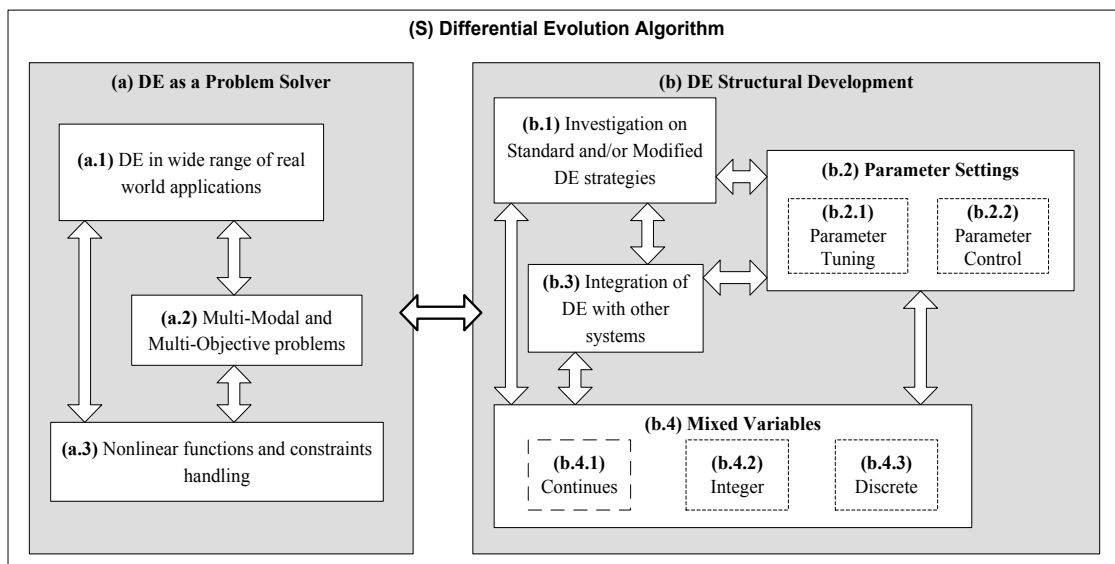 (S) Differential Evolution Algorithm
(a) DE as a Problem Solver
(a.1) DE in wide range of real
world applications
(a.2) Multi-Modal and
Multi-Objective problems
(a.3) Nonlinear functions and constraints
handling
(b) DE Structural Development
(b.1) Investigation on
Standard and/or Modified
DE strategies
(b.2) Parameter Settings
(b.2.1)
Parameter
Tuning
(b.2.2)
Parameter
Control
(b.3) Integration of
DE with other
systems
(b.4) Mixed Variables
(b.4.1)
Continues
(b.4.2)
Integer
(b.4.3)
Discrete